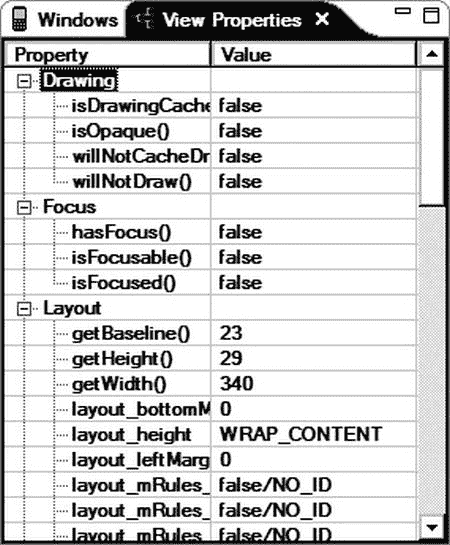 Windows View Properties
Property Value
Drawing
isDrawingCache false
isOpaque() false
willNotCacheDr false
willNotDraw() false
Focus
hasFocus() false
isFocusable() false
isFocused() false
Layout
getBaseline() 23
getHeight() 29
getWidth() 340
layout_bottomM 0
layout_height WRAP_CONTENT
layout_leftMarg 0
layout_mRules_ false/NO_ID
layout_mRules_ false/NO_ID
layout_mRules_ false/NO_ID